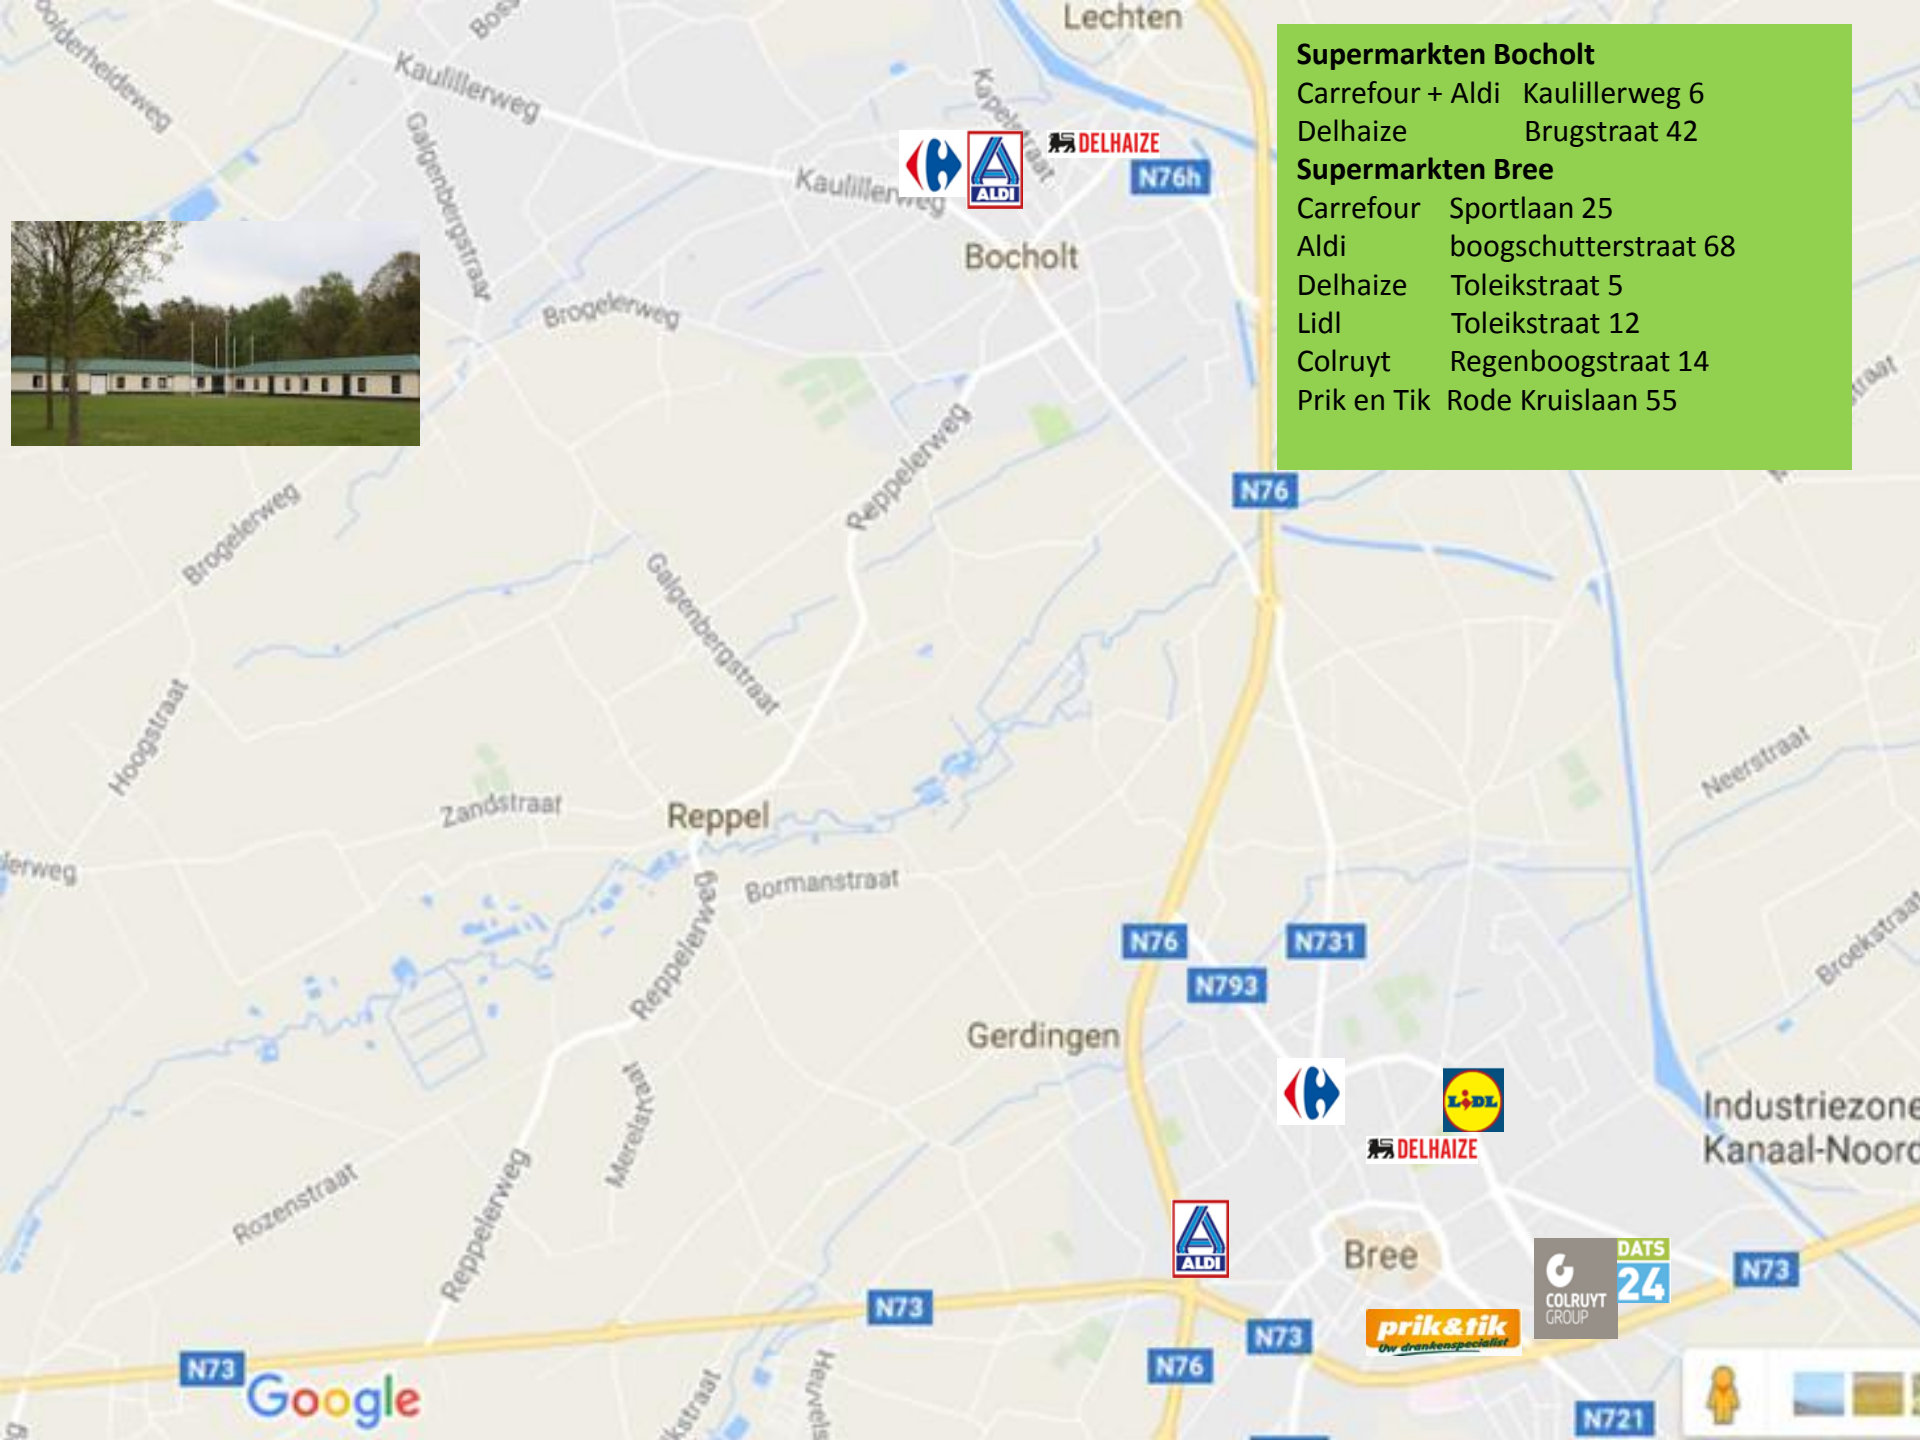 Lechten
Kaulillerweg
Galgenbergstraat
DELHAIZE
ALDI
N76h
Kaulillerweg
Bocholt
Brogelerweg
Supermarkten Bocholt
Carrefour + Aldi Kaulillerweg 6
Delhaize Brugstraat 42
Supermarkten Bree
Carrefour Sportlaan 25
Aldi boogschutterstraat 68
Delhaize Toleikstraat 5
Lidl Toleikstraat 12
Colruyt Regenboogstraat 14
Prik en Tik Rode Kruislaan 55
Reppelerweg
N76
Brogelerweg
Galgenbergstraat
Hoogstraat
Neerstraat
Zandstraat
Reppel
Bormanstraat
Reppelerweg
N76
N731
N793
Broekstraat
Reppelerweg
Gerdingen
Merelstraat
LIDL
Industriezone
Kanaal-Noord
DELHAIZE
Rozenstraat
Reppelerweg
ALDI
Bree
DATS
24
COLRUYT
GROUP
N73
N73
prik&tik
Uw drankenspecialist
N73
N73
N76
Google
N721